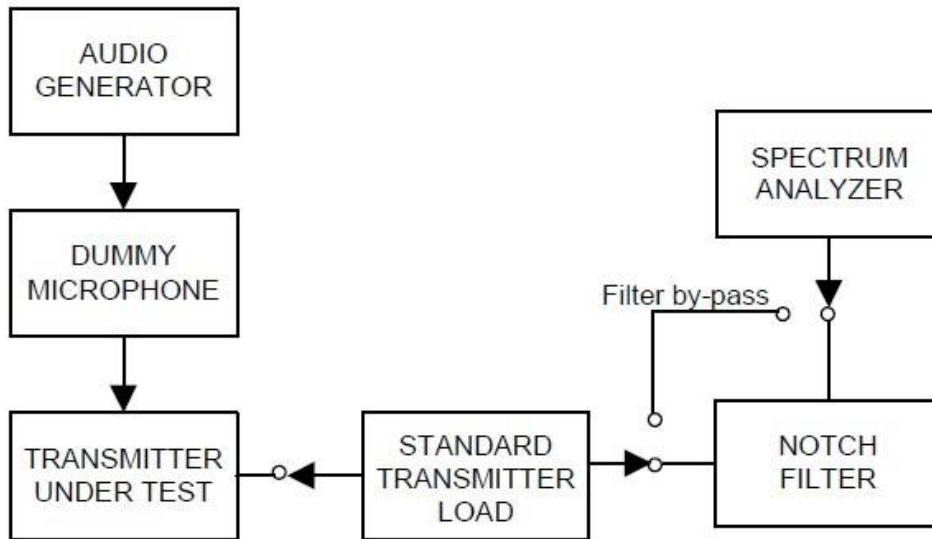 AUDIO
GENERATOR
SPECTRUM
ANALYZER
DUMMY
MICROPHONE
Filter by-pass
TRANSMITTER
UNDER TEST
STANDARD
TRANSMITTER
LOAD
NOTCH
FILTER